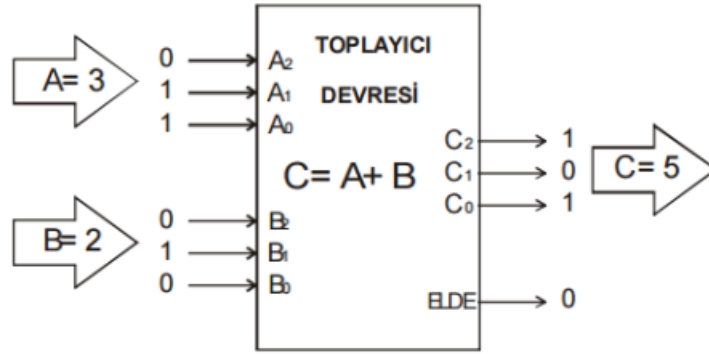 TOPLAYICI
DEVRESİ
A= 3
0 A2
1 A1
1 A0
C= A+ B
C2 1
C1 0
C0 1
C= 5
B= 2
0 B2
1 B1
0 B0
ELDE 0